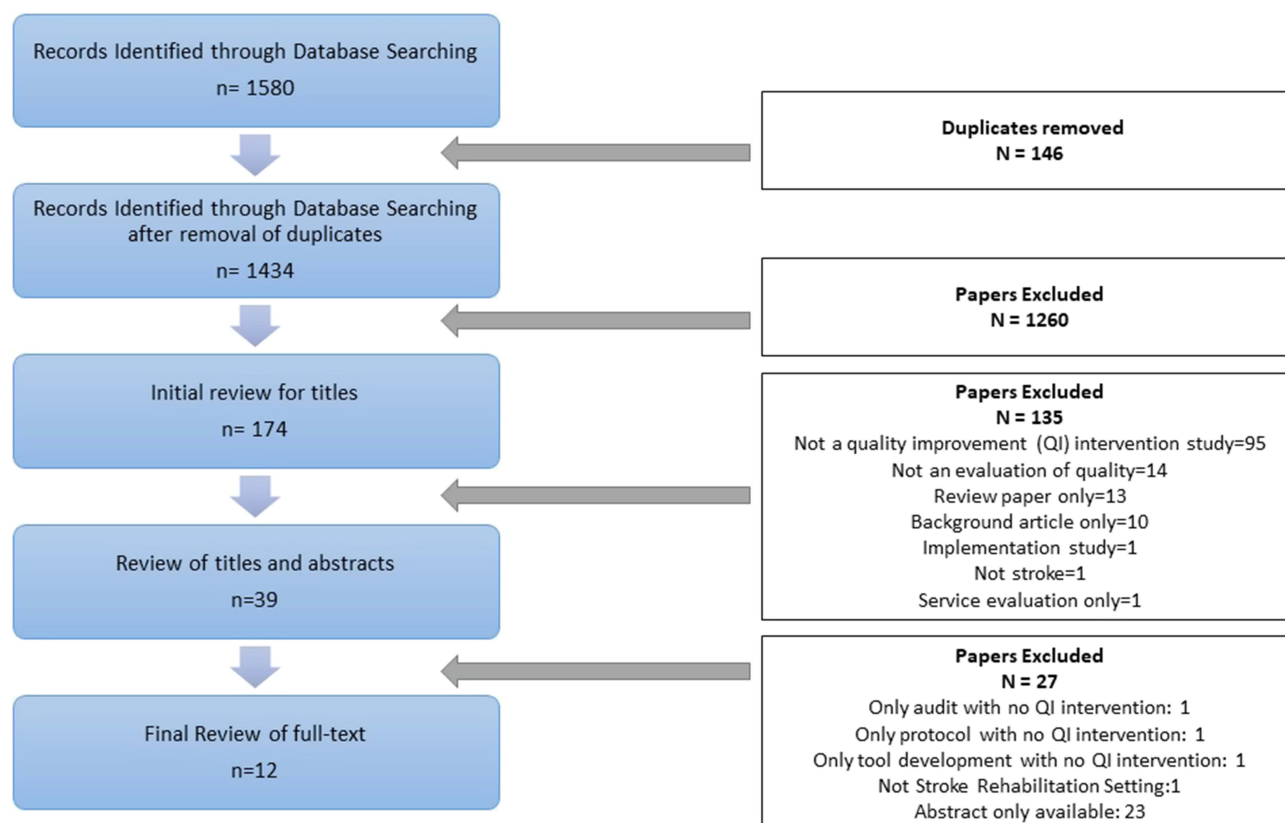 Records Identified through Database Searching
n= 1580
Duplicates removed
N = 146
Records Identified through Database Searching
after removal of duplicates
n= 1434
Papers Excluded
N = 1260
Initial review for titles
n= 174
Papers Excluded
N = 135
Not a quality improvement (QI) intervention study=95
Not an evaluation of quality=14
Review paper only=13
Background article only=10
Implementation study=1
Not stroke=1
Service evaluation only=1
Review of titles and abstracts
n=39
Papers Excluded
N = 27
Only audit with no QI intervention: 1
Only protocol with no QI intervention: 1
Only tool development with no QI intervention: 1
Not Stroke Rehabilitation Setting:1
Abstract only available: 23
Final Review of full-text
n=12